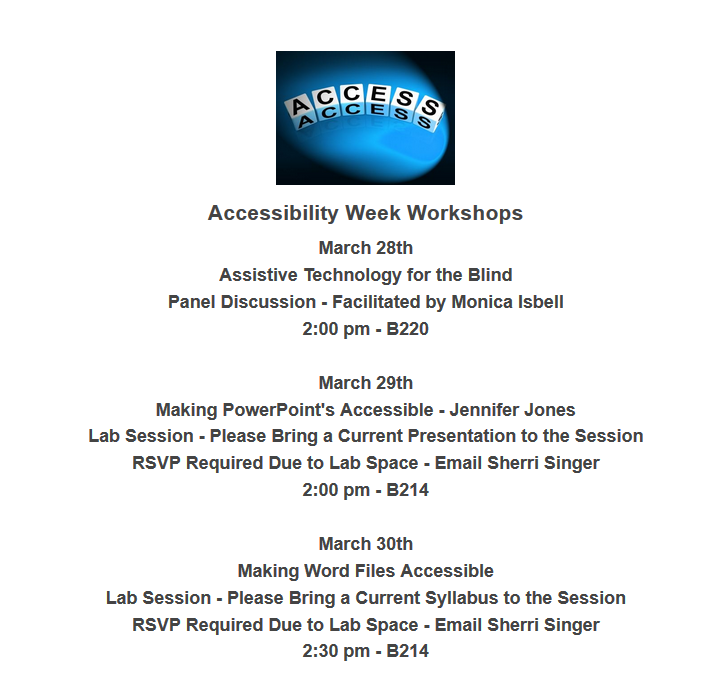 ACCESS
Accessibility Week Workshops
March 28th
Assistive Technology for the Blind
Panel Discussion - Facilitated by Monica Isbell
2:00 pm - B220
March 29th
Making PowerPoint's Accessible - Jennifer Jones
Lab Session - Please Bring a Current Presentation to the Session
RSVP Required Due to Lab Space - Email Sherri Singer
2:00 pm - B214
March 30th
Making Word Files Accessible
Lab Session - Please Bring a Current Syllabus to the Session
RSVP Required Due to Lab Space - Email Sherri Singer
2:30 pm - B214